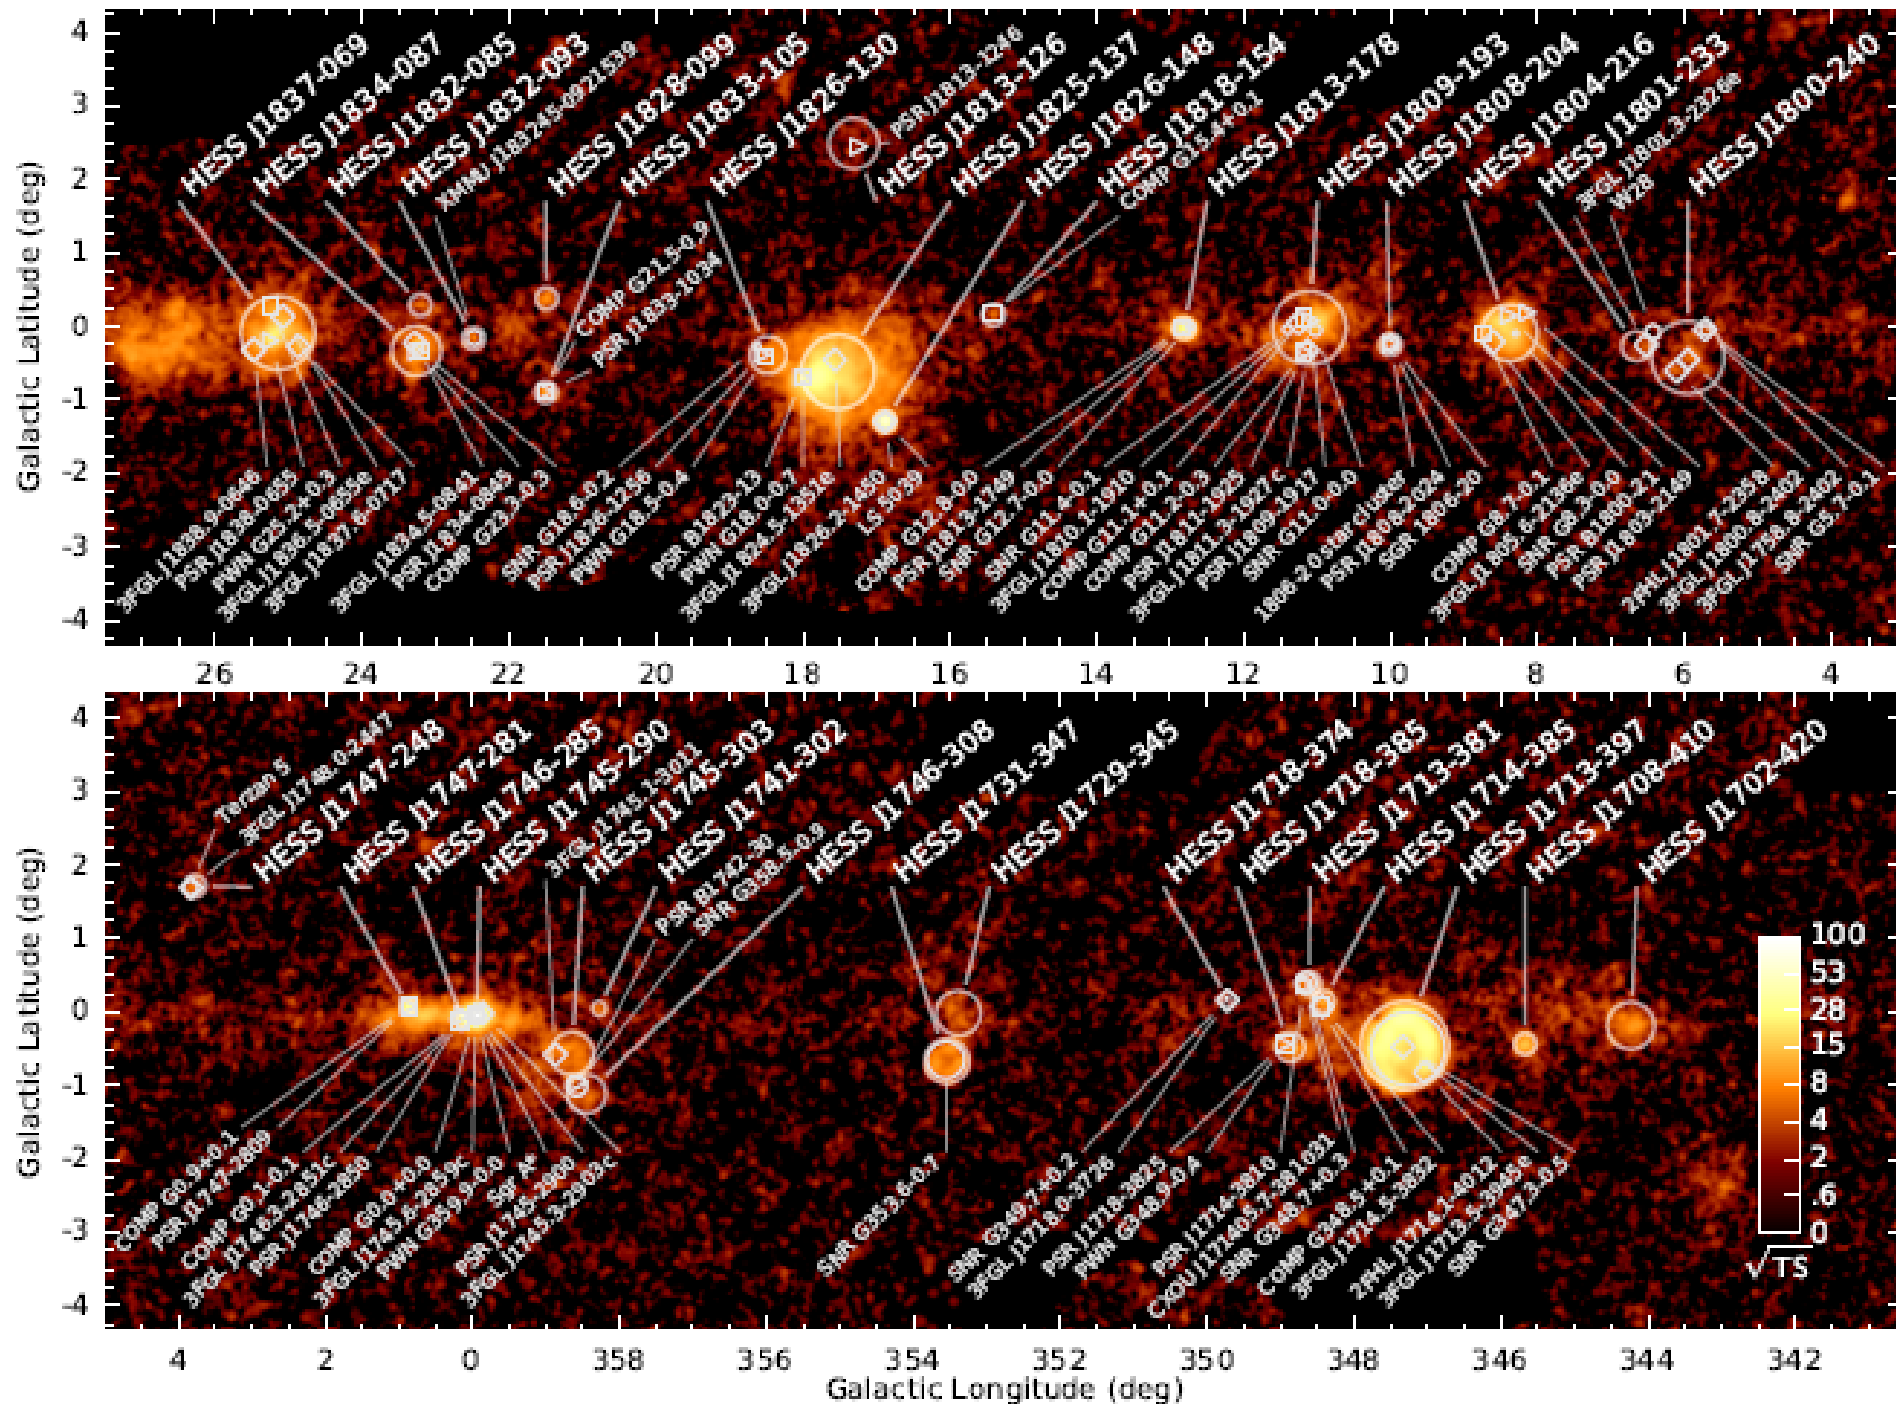 HESS J1837-069
HESS J1834-087
HESS J1832-085
HESS J1832-093
XMMU J183245-0921539
HESS J1828-099
HESS J1833-105
HESS J1826-130
PSR J1813-1246
HESS J1813-126
HESS J1825-137
HESS J1826-148
HESS J1818-154
COMP G15.4+0.1
HESS J1813-178
HESS J1809-193
HESS J1808-204
HESS J1804-216
HESS J1801-233
3FGL J1801.3-2326e
W28
HESS J1800-240
COMP G21.5-0.9
PSR J1833-1034
4
3
2
1
0
-1
-2
-3
-4
Galactic Latitude (deg)
3FGL J1839.3-0646
PSR J1838-0655
PWN G25.2-0.3
3FGL J1836.5-0655e
3FGL J1837.6-0717
3FGL J1834.5-0841
PSR J1834-0845
COMP G23.3-0.3
SNR G18.6-0.2
PSR J1826-1256
PWN G18.5-0.4
PSR B1823-13
PWN G18.0-0.7
3FGL J1824.5-1351e
3FGL J1826.2-1450
LS 5039
COMP G12.8-0.0
PSR J1813-1749
SNR G12.7-0.0
SNR G11.4-0.1
3FGL J1810.1-1910
COMP G11.1+0.1
COMP G11.2-0.3
PSR J1811-1925
3FGL J1811.3-1927c
PSR J1809-1917
SNR G11.0-0.0
1806-20 star cluster
PSR J1808-2024
SGR 1806-20
COMP G8.7-0.1
3FGL J1805.6-2136e
SNR G8.3-0.0
PSR B1800-21
PSR J1803-2149
2FHL J1801.7-2358
3FGL J1800.8-2402
3FGL J1758.8-2402
SNR G5.7-0.1
26 24 22 20 18 16 14 12 10 8 6 4
Terzan 5
3FGL J1748.0-2447
HESS J1747-248
HESS J1747-281
HESS J1746-285
HESS J1745-290
3FGL J1745.1-3011
HESS J1745-303
HESS J1741-302
PSR B1742-30
SNR G358.5-0.9
HESS J1746-308
HESS J1731-347
HESS J1729-345
HESS J1718-374
HESS J1718-385
HESS J1713-381
HESS J1714-385
HESS J1713-397
HESS J1708-410
HESS J1702-420
4
3
2
1
0
-1
-2
-3
-4
Galactic Latitude (deg)
COMP G0.9+0.1
PSR J1747-2809
COMP G0.1-0.1
3FGL J1746.3-2851c
PSR J1746-2850
COMP G0.0+0.0
3FGL J1745.6-2859c
PWN G359.9-0.0
Sgr A*
PSR J1745-2900
3FGL J1745.3-2903c
SNR G353.6-0.7
SNR G349.7+0.2
3FGL J1718.0-3726
PSR J1718-3825
PWN G348.9-0.4
PSR J1714-3810
CXOU J171405.7-381031
SNR G348.7+0.3
COMP G348.5+0.1
3FGL J1714.5-3832
2FHL J1714.1-4012
3FGL J1713.5-3945e
SNR G347.3-0.5
100
53
28
15
8
4
2
.6
0
√TS
4 2 0 358 356 354 352 350 348 346 344 342
Galactic Longitude (deg)